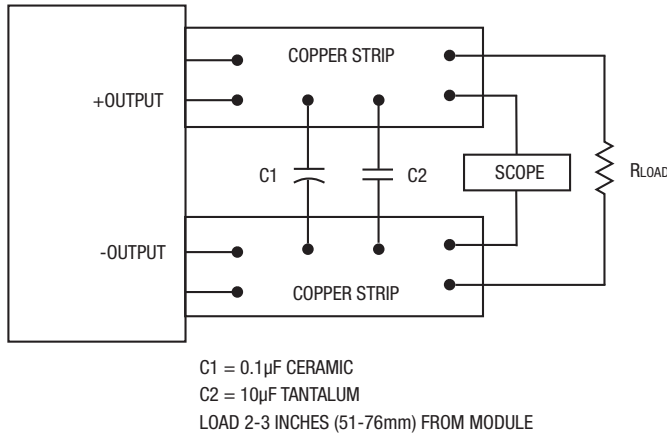 COPPER STRIP
+OUTPUT
C1
C2
SCOPE
RLOAD
-OUTPUT
COPPER STRIP
C1 = 0.1µF CERAMIC
C2 = 10µF TANTALUM
LOAD 2-3 INCHES (51-76mm) FROM MODULE